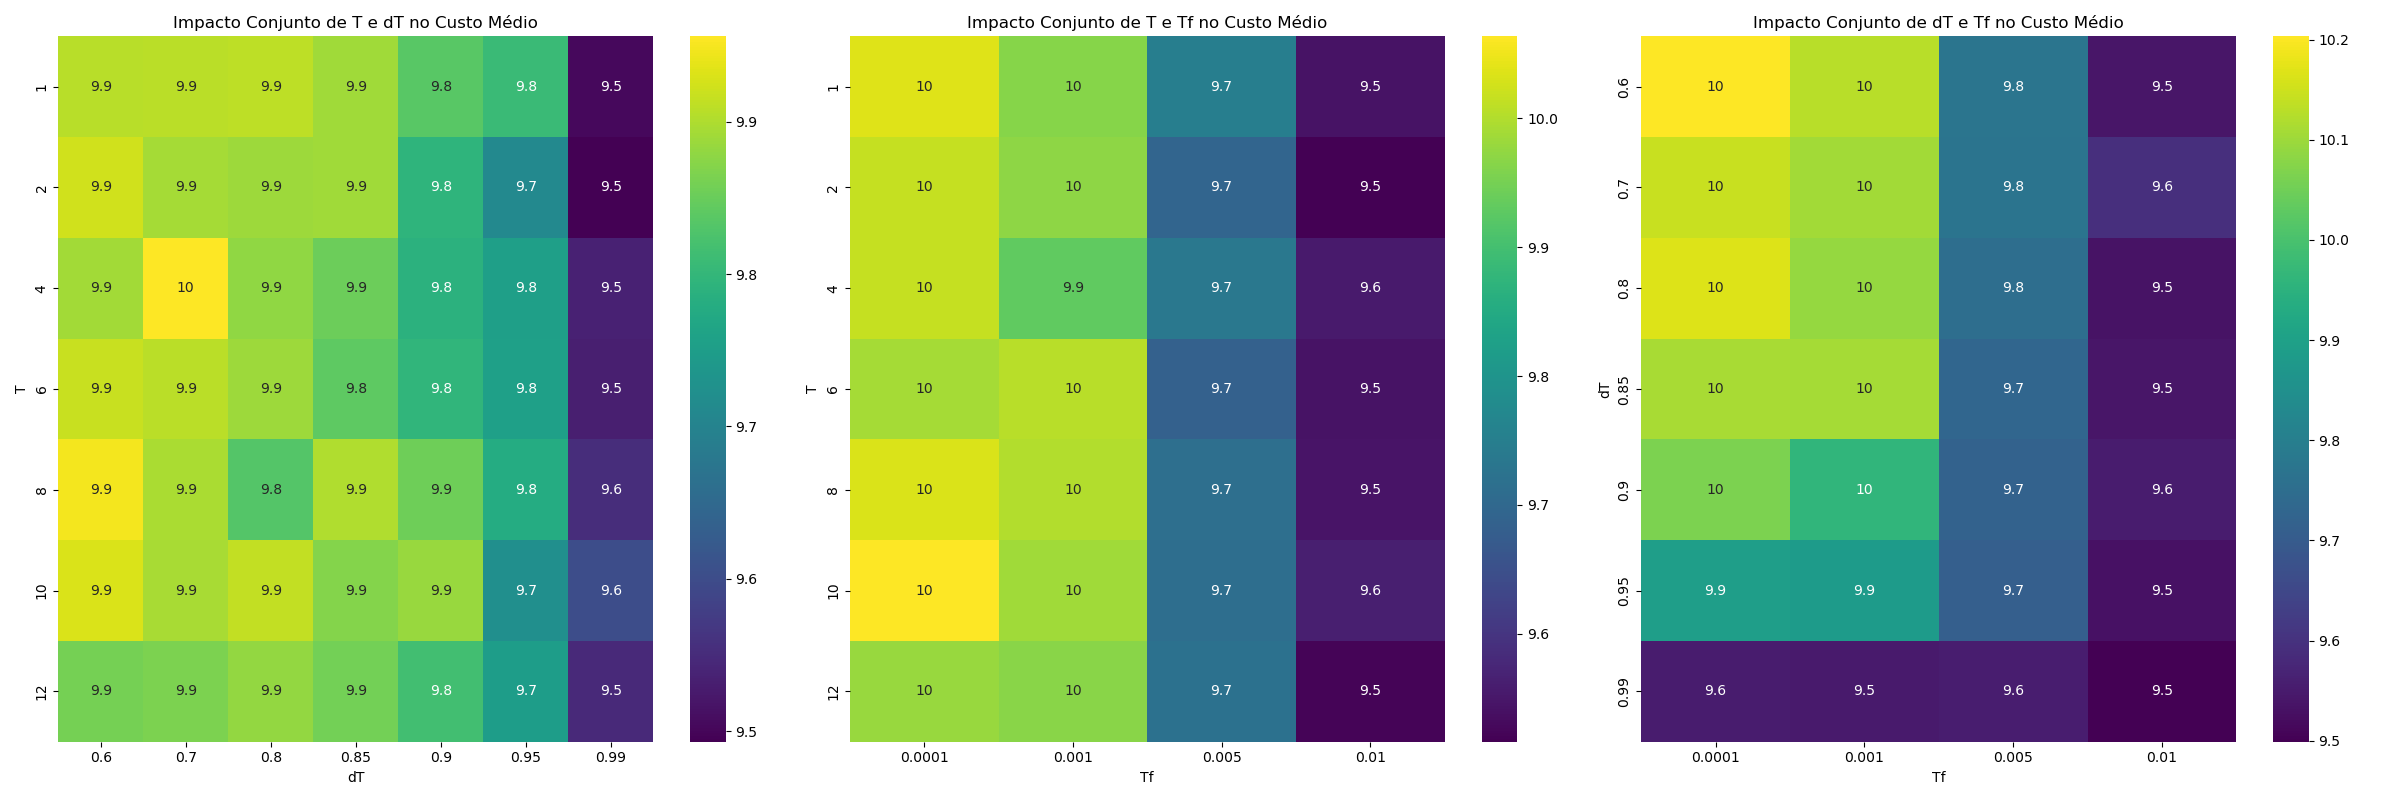 Impacto Conjunto de T e dT no Custo Médio
T
1 9.9 9.9 9.9 9.9 9.8 9.8 9.5
2 9.9 9.9 9.9 9.9 9.8 9.7 9.5
4 9.9 10 9.9 9.9 9.8 9.8 9.5
6 9.9 9.9 9.9 9.8 9.8 9.8 9.5
8 9.9 9.9 9.8 9.9 9.9 9.8 9.6
10 9.9 9.9 9.9 9.9 9.9 9.7 9.6
12 9.9 9.9 9.9 9.9 9.8 9.7 9.5
0.6 0.7 0.8 0.85 0.9 0.95 0.99
dT
9.9
9.8
9.7
9.6
9.5
Impacto Conjunto de T e Tf no Custo Médio
T
1 10 10 9.7 9.5
2 10 10 9.7 9.5
4 10 9.9 9.7 9.6
6 10 10 9.7 9.5
8 10 10 9.7 9.5
10 10 10 9.7 9.6
12 10 10 9.7 9.5
0.0001 0.001 0.005 0.01
Tf
10.0
9.9
9.8
9.7
9.6
Impacto Conjunto de dT e Tf no Custo Médio
dT
0.6 10 10 9.8 9.5
0.7 10 10 9.8 9.6
0.8 10 10 9.8 9.5
0.85 10 10 9.7 9.5
0.9 10 10 9.7 9.6
0.95 9.9 9.9 9.7 9.5
0.99 9.6 9.5 9.6 9.5
0.0001 0.001 0.005 0.01
Tf
10.2
10.1
10.0
9.9
9.8
9.7
9.6
9.5